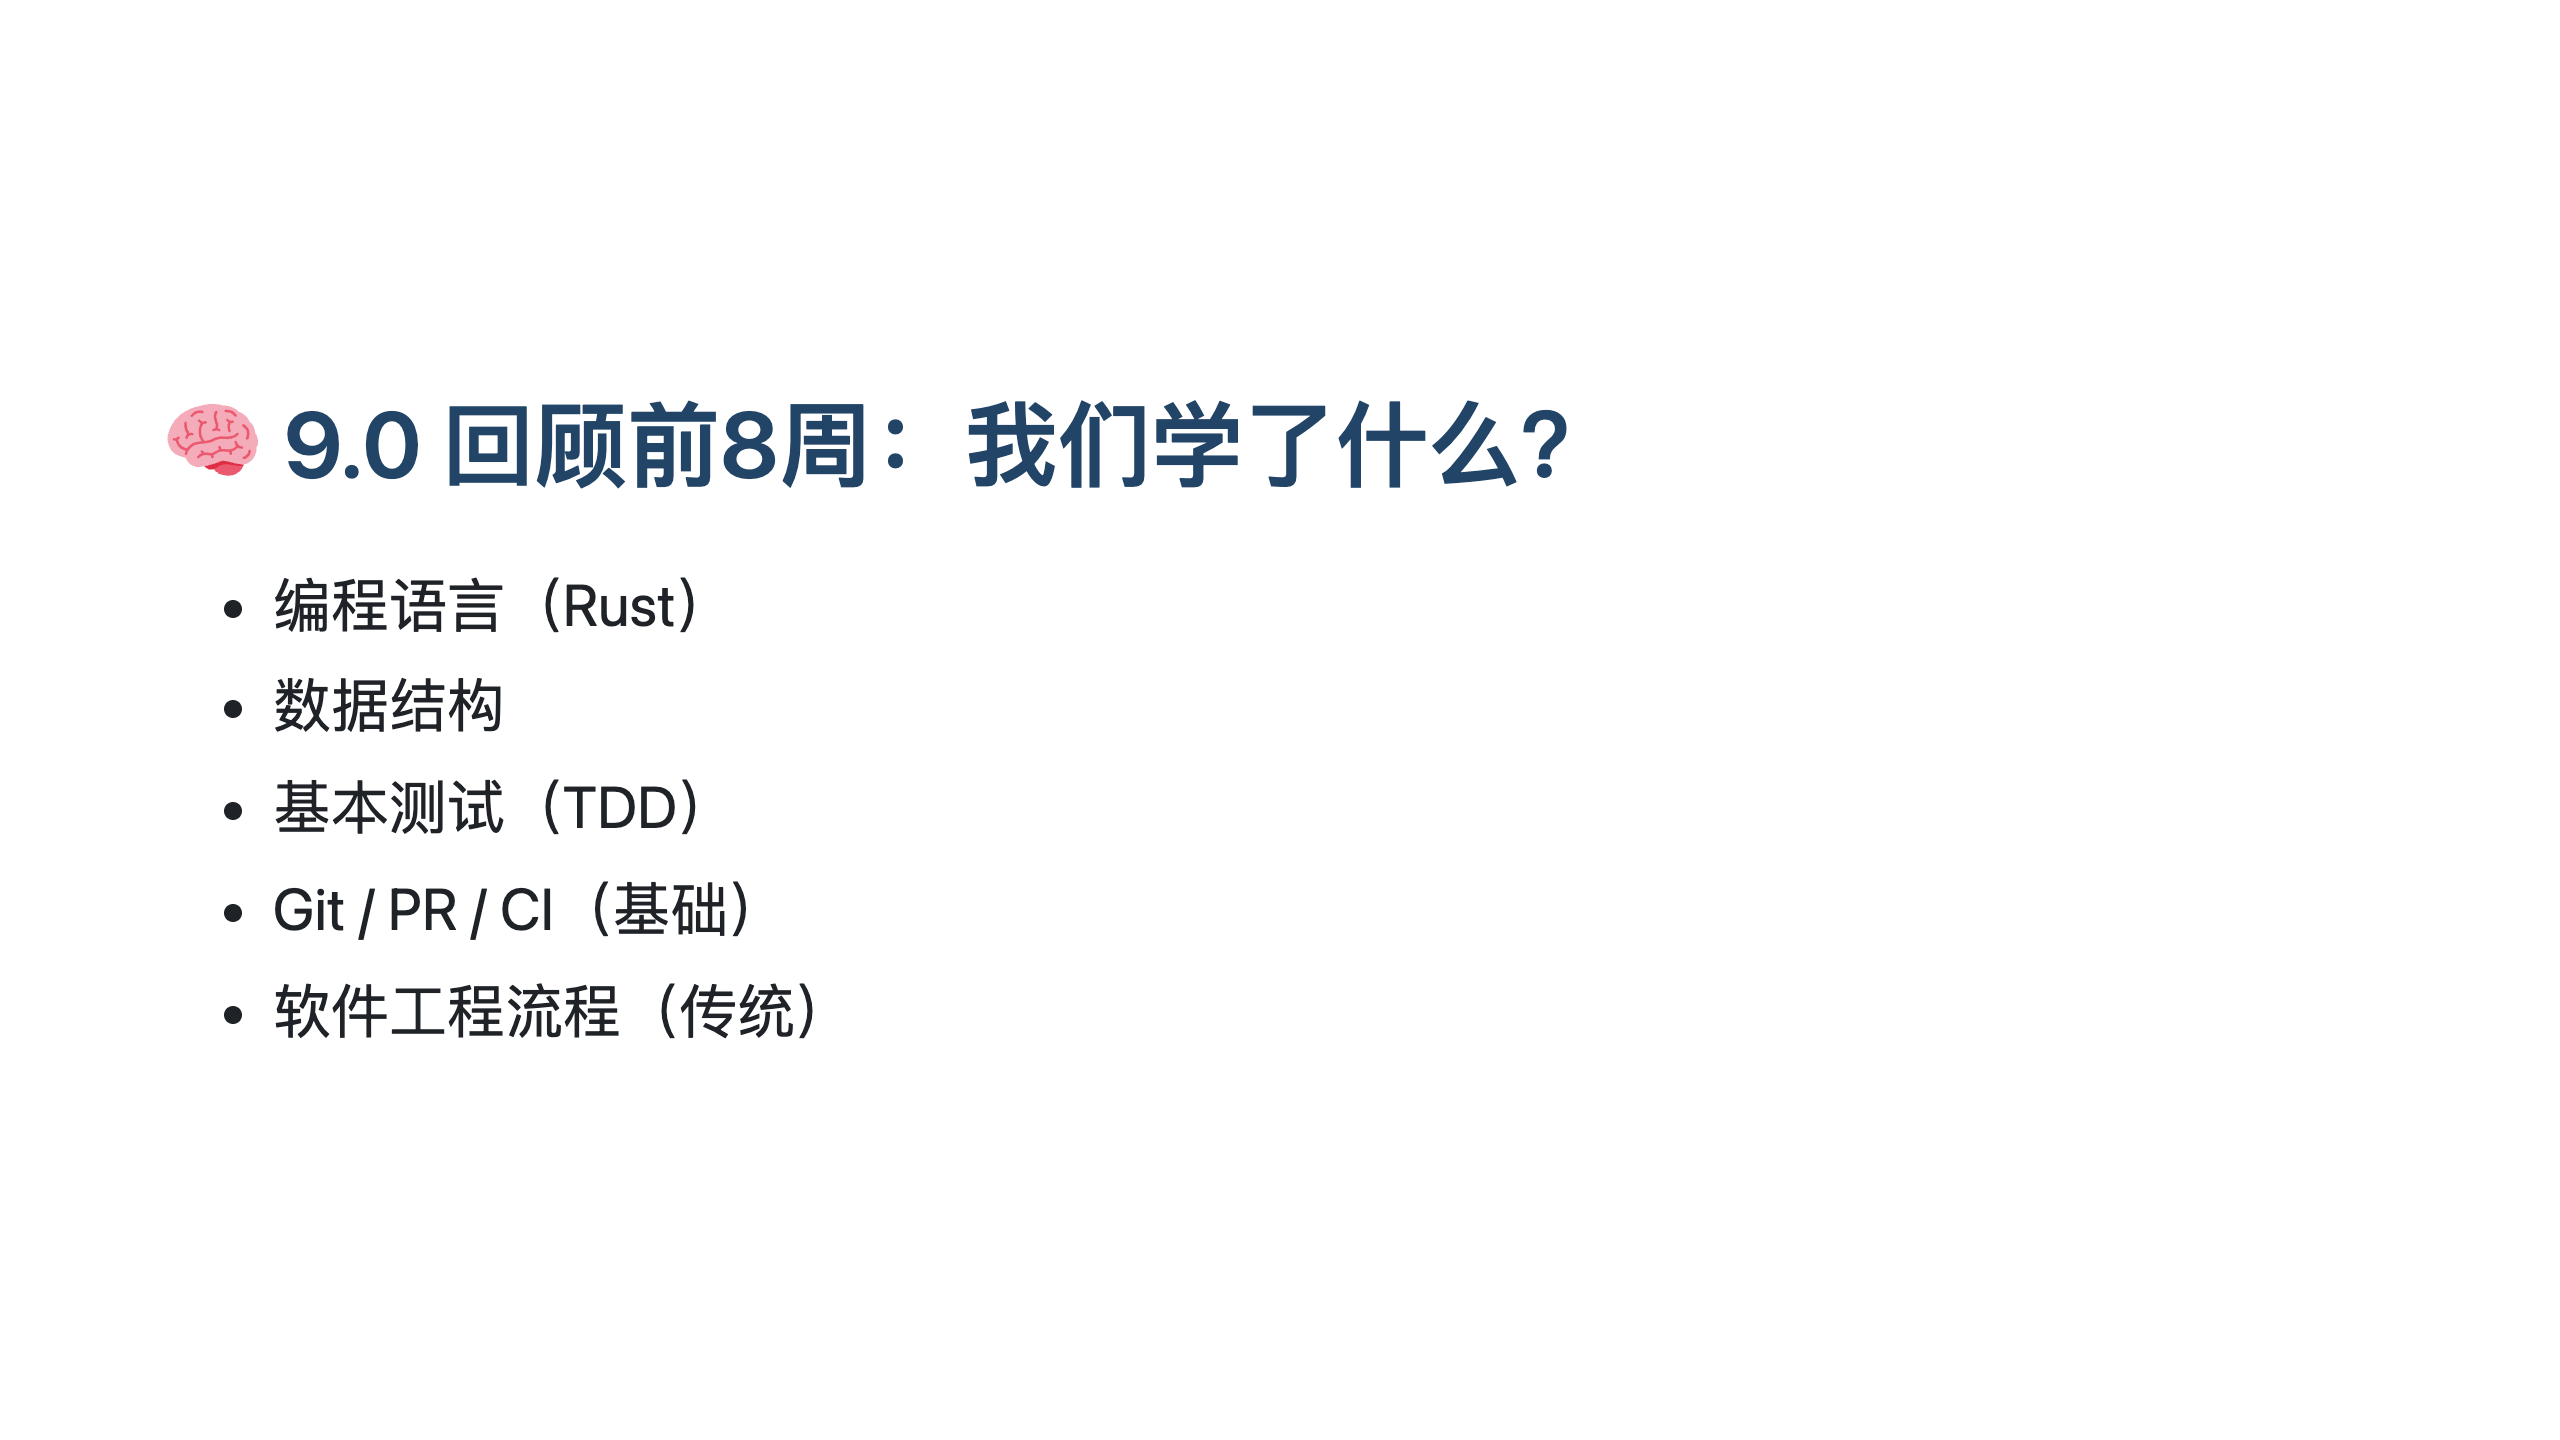 🧠 9.0 回顾前8周： 我们学了什么?
• 编程语言（Rust）
• 数据结构
• 基本测试（TDD）
• Git / PR / CI（基础）
• 软件工程流程（传统）